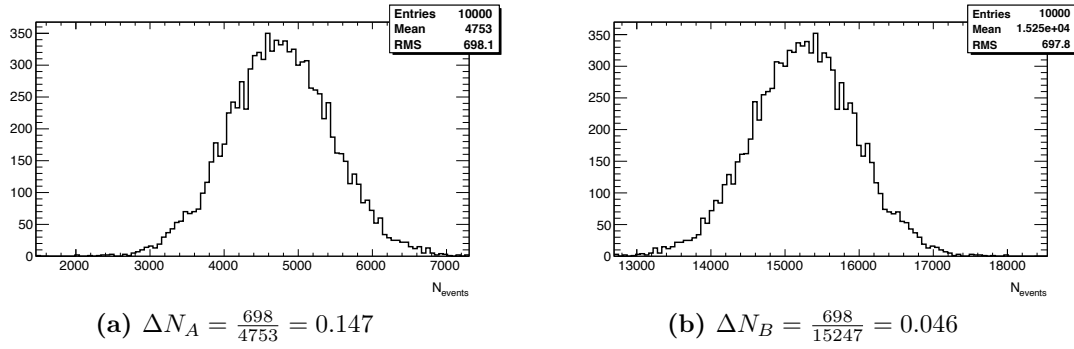 Entries 10000
Mean 4753
RMS 698.1
350
300
250
200
150
100
50
0
2000 3000 4000 5000 6000 7000
N_events
(a) ΔN_A = 698/4753 = 0.147
Entries 10000
Mean 1.525e+04
RMS 697.8
350
300
250
200
150
100
50
0
13000 14000 15000 16000 17000 18000
N_events
(b) ΔN_B = 698/15247 = 0.046